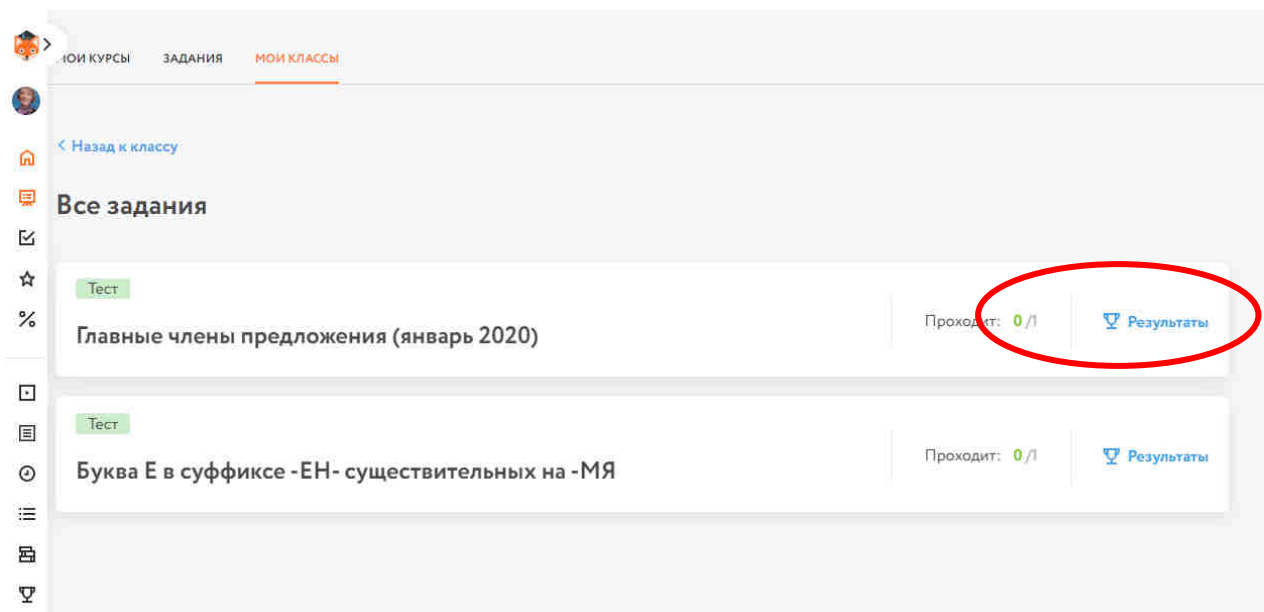 МОИ КУРСЫ ЗАДАНИЯ МОИ КЛАССЫ
< Назад к классу
Все задания
Тест
Главные члены предложения (январь 2020)
Проходит: 0 /1
Результаты
Тест
Буква Е в суффиксе -ЕН- существительных на -МЯ
Проходит: 0 /1
Результаты